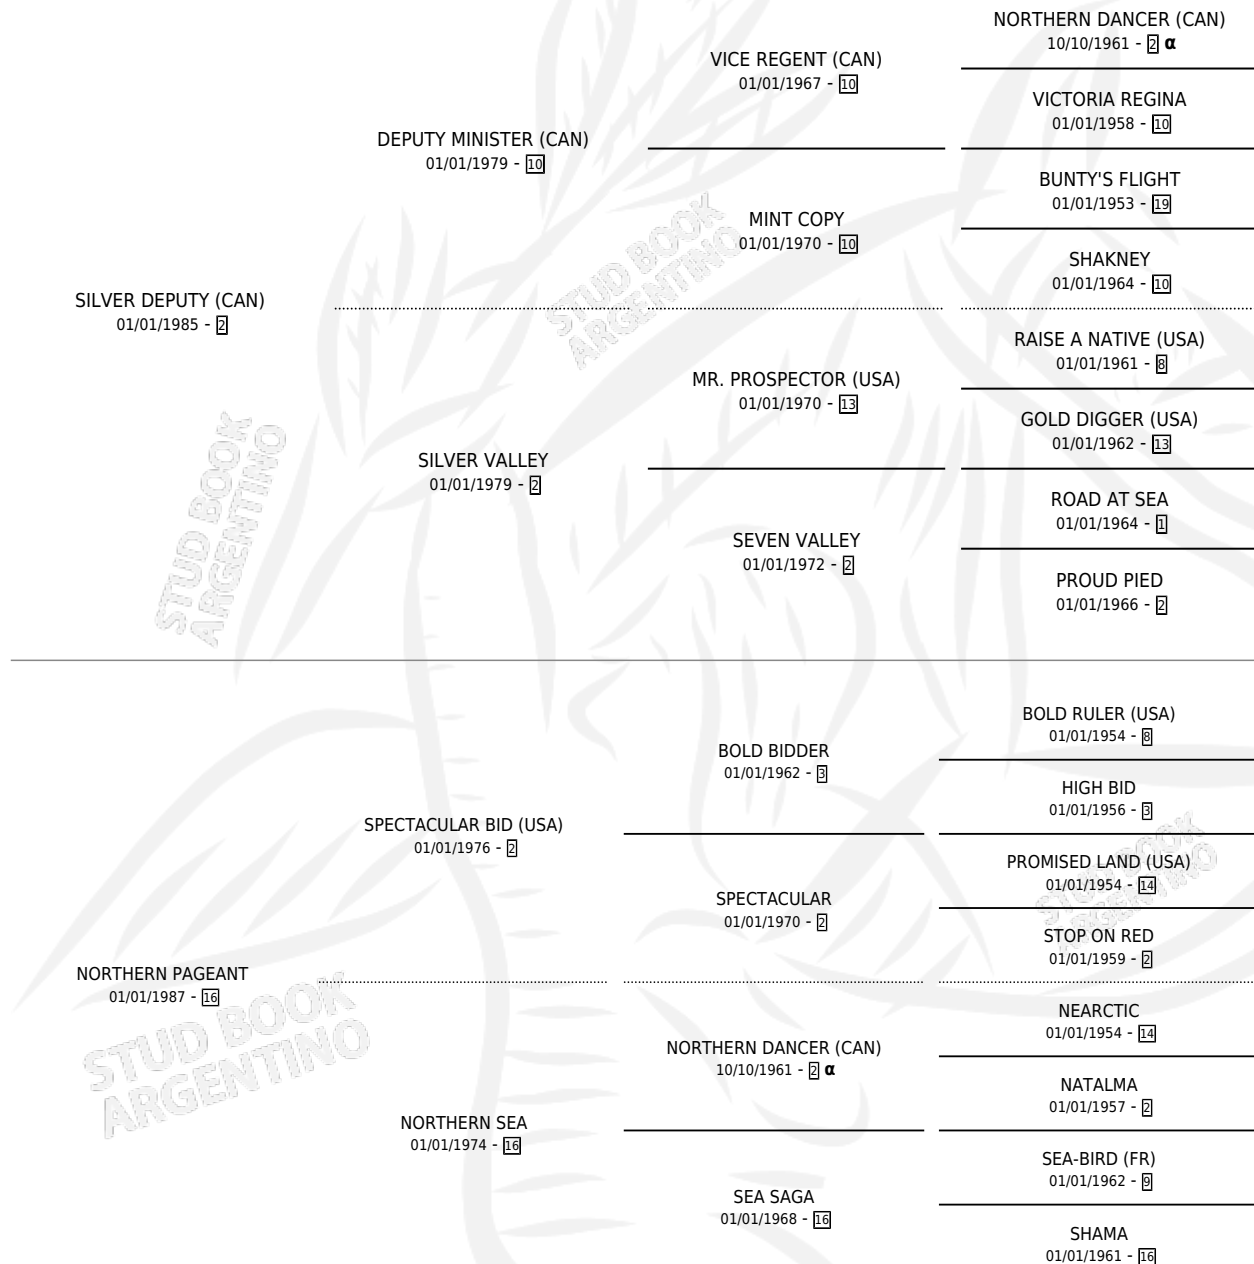 NORTHERN DANCER (CAN)
10/10/1961 - 2 α
VICE REGENT (CAN)
01/01/1967 - 10
VICTORIA REGINA
01/01/1958 - 10
DEPUTY MINISTER (CAN)
01/01/1979 - 10
BUNTY'S FLIGHT
01/01/1953 - 19
MINT COPY
01/01/1970 - 10
SHAKNEY
01/01/1964 - 10
SILVER DEPUTY (CAN)
01/01/1985 - 2
STUD BOOK
ARGENTINO
RAISE A NATIVE (USA)
01/01/1961 - 8
MR. PROSPECTOR (USA)
01/01/1970 - 13
GOLD DIGGER (USA)
01/01/1962 - 13
SILVER VALLEY
01/01/1979 - 2
ROAD AT SEA
01/01/1964 - 1
SEVEN VALLEY
01/01/1972 - 2
PROUD PIED
01/01/1966 - 2
STUD BOOK
ARGENTINO
BOLD RULER (USA)
01/01/1954 - 8
BOLD BIDDER
01/01/1962 - 3
HIGH BID
01/01/1956 - 3
SPECTACULAR BID (USA)
01/01/1976 - 2
PROMISED LAND (USA)
01/01/1954 - 14
SPECTACULAR
01/01/1970 - 2
STUD BOOK
ARGENTINO
STOP ON RED
01/01/1959 - 2
NORTHERN PAGEANT
01/01/1987 - 16
STUD BOOK
ARGENTINO
NEARCTIC
01/01/1954 - 14
NORTHERN DANCER (CAN)
10/10/1961 - 2 α
NATALMA
01/01/1957 - 2
NORTHERN SEA
01/01/1974 - 16
SEA-BIRD (FR)
01/01/1962 - 9
SEA SAGA
01/01/1968 - 16
SHAMA
01/01/1961 - 16